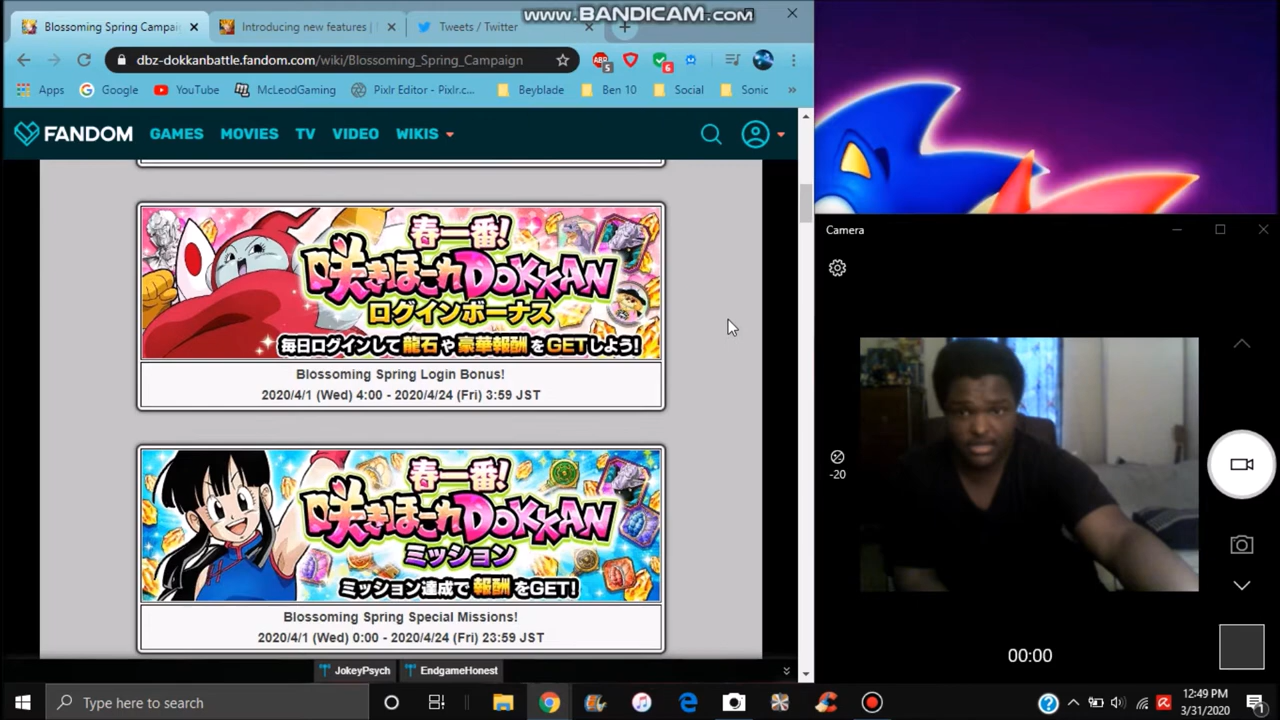 www.BANDICAM.com
Blossoming Spring Campai
Introducing new features |
Tweets / Twitter
dbz-dokkanbattle.fandom.com/wiki/Blossoming_Spring_Campaign
ABP
5
6
Apps
Google
YouTube
McLeodGaming
Pixlr Editor - Pixlr.c...
Beyblade
Ben 10
Social
Sonic
»
FANDOM
GAMES
MOVIES
TV
VIDEO
WIKIS
春一番!
咲きほこれDOKKAN
ログインボーナス
毎日ログインして龍石や豪華報酬をGETしよう!
Blossoming Spring Login Bonus!
2020/4/1 (Wed) 4:00 - 2020/4/24 (Fri) 3:59 JST
春一番!
咲きほこれDOKKAN
ミッション
ミッション達成で報酬をGET!
Blossoming Spring Special Missions!
2020/4/1 (Wed) 0:00 - 2020/4/24 (Fri) 23:59 JST
JokeyPsych
EndgameHonest
Camera
-20
00:00
Type here to search
12:49 PM
3/31/2020
1